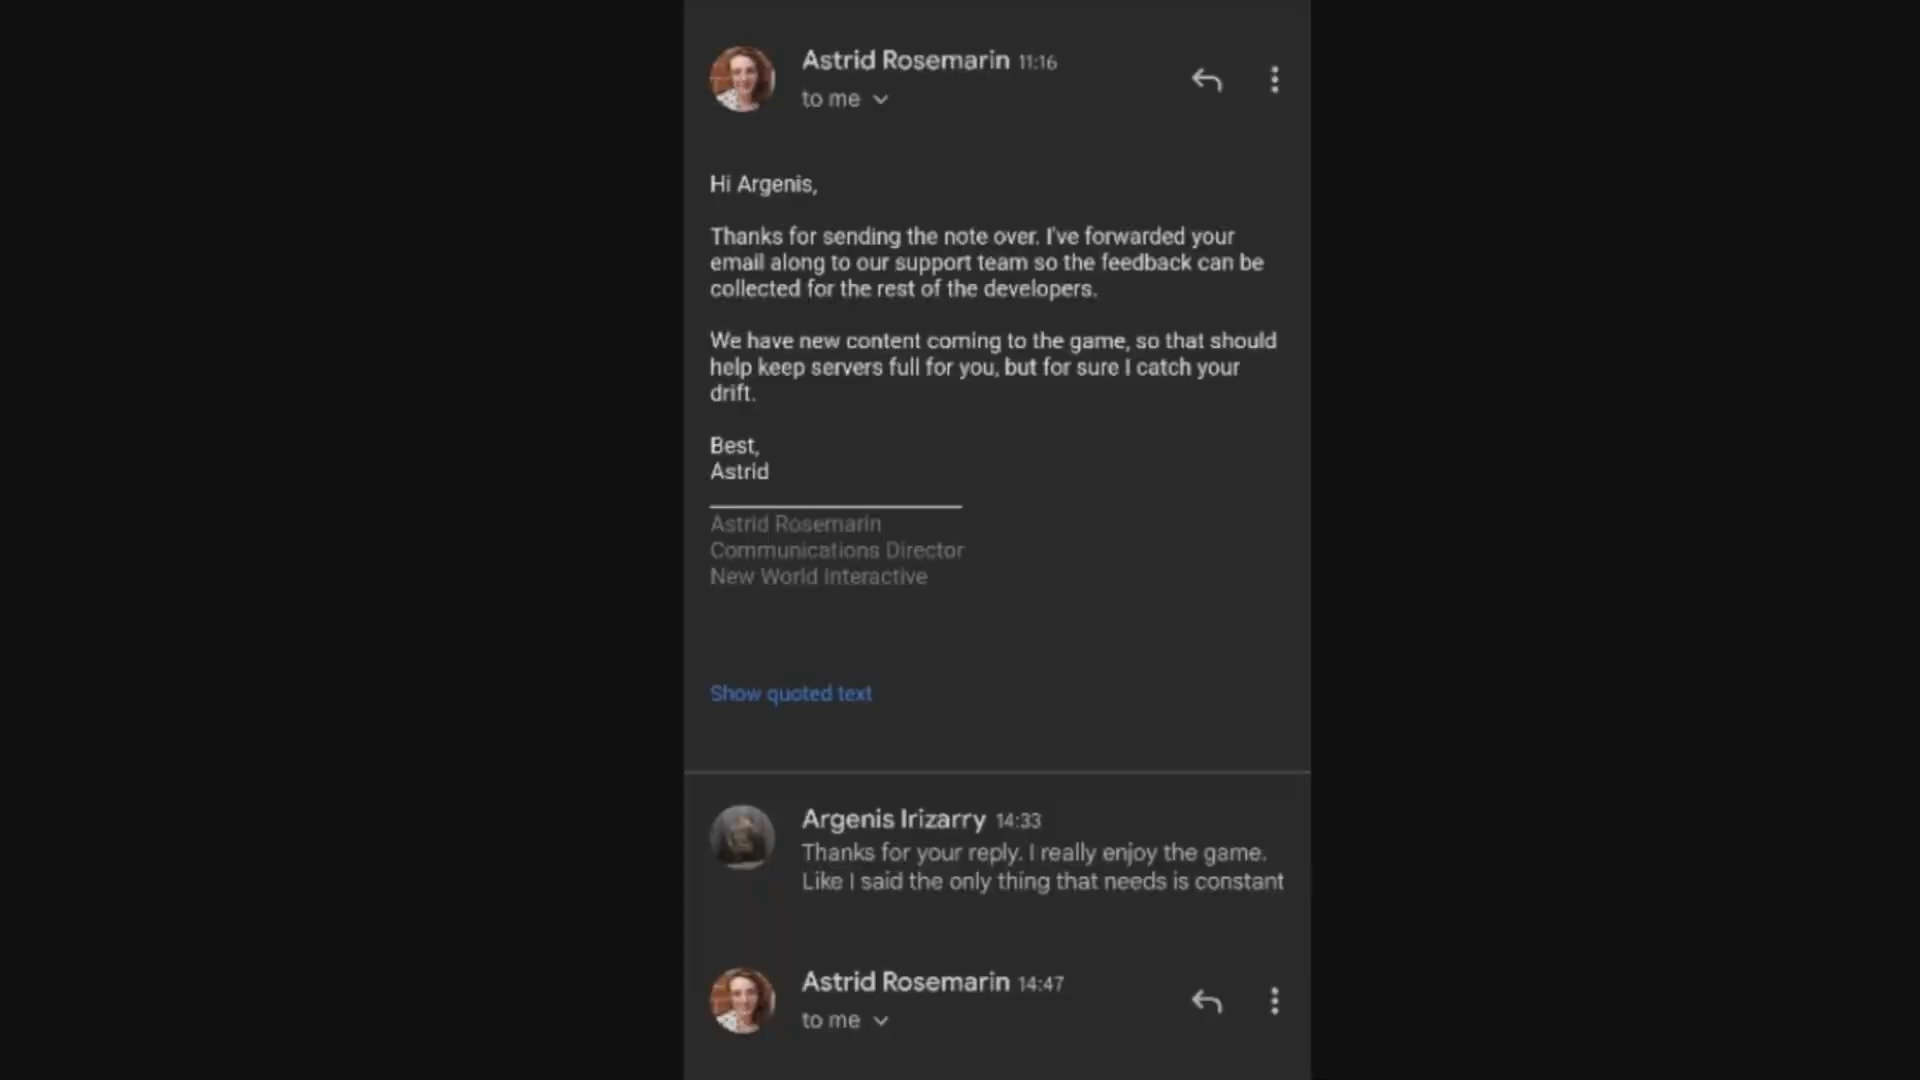 Astrid Rosemarin 11:16
to me
Hi Argenis,
Thanks for sending the note over. I've forwarded your
email along to our support team so the feedback can be
collected for the rest of the developers.
We have new content coming to the game, so that should
help keep servers full for you, but for sure I catch your
drift.
Best,
Astrid
Astrid Rosemarin
Communications Director
New World Interactive
Show quoted text
Argenis Irizarry 14:33
Thanks for your reply. I really enjoy the game.
Like I said the only thing that needs is constant
Astrid Rosemarin 14:47
to me